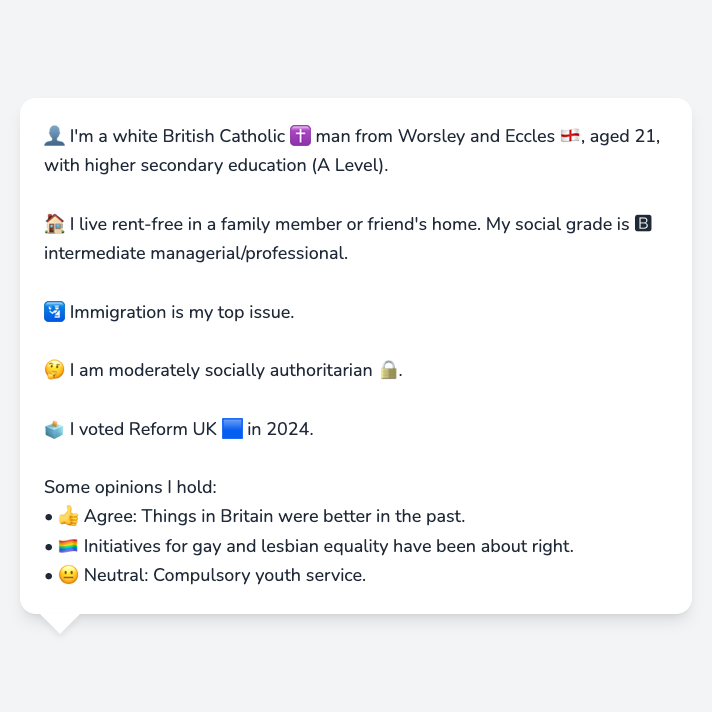 👤 I'm a white British Catholic ✝️ man from Worsley and Eccles 🏴󠁧󠁢󠁥󠁮󠁧󠁿, aged 21,
with higher secondary education (A Level).
🏠 I live rent-free in a family member or friend's home. My social grade is 🅱
intermediate managerial/professional.
🛂 Immigration is my top issue.
🤔 I am moderately socially authoritarian 🔒.
🗳️ I voted Reform UK 🟦 in 2024.
Some opinions I hold:
• 👍 Agree: Things in Britain were better in the past.
• 🏳️‍🌈 Initiatives for gay and lesbian equality have been about right.
• 😐 Neutral: Compulsory youth service.